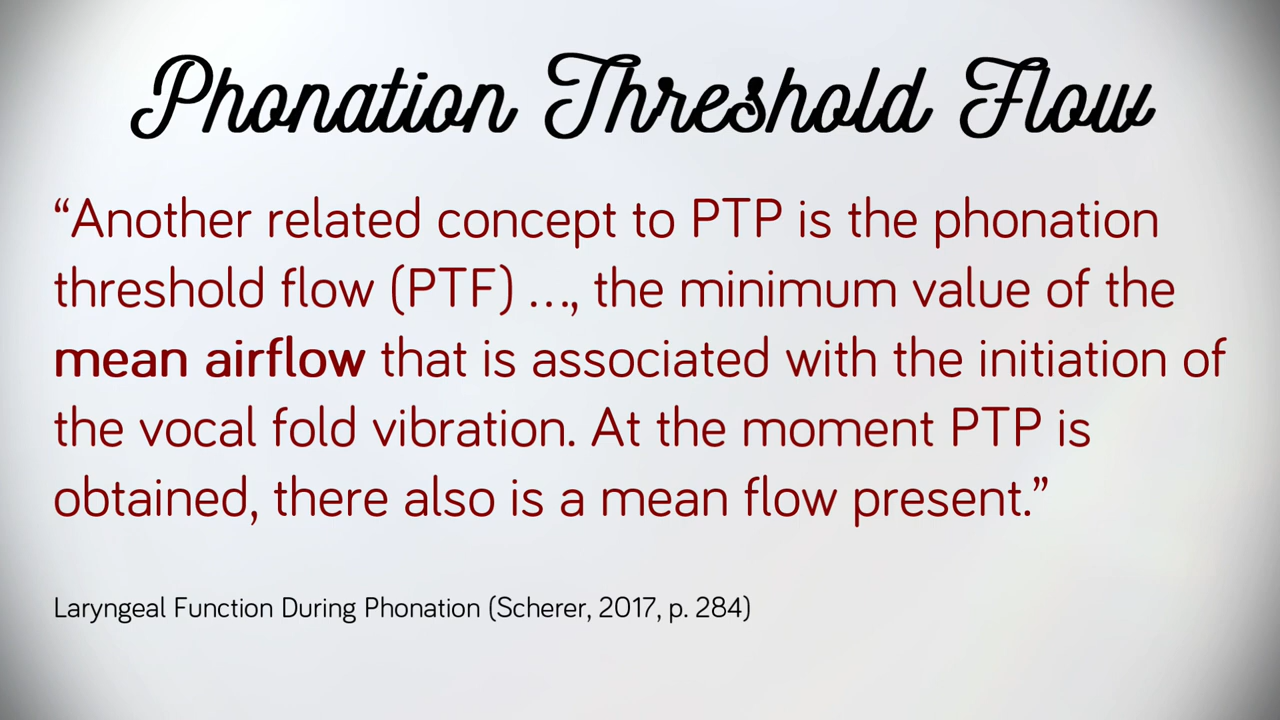 Phonation Threshold Flow
“Another related concept to PTP is the phonation
threshold flow (PTF) ..., the minimum value of the
mean airflow that is associated with the initiation of
the vocal fold vibration. At the moment PTP is
obtained, there also is a mean flow present.”
Laryngeal Function During Phonation (Scherer, 2017, p. 284)